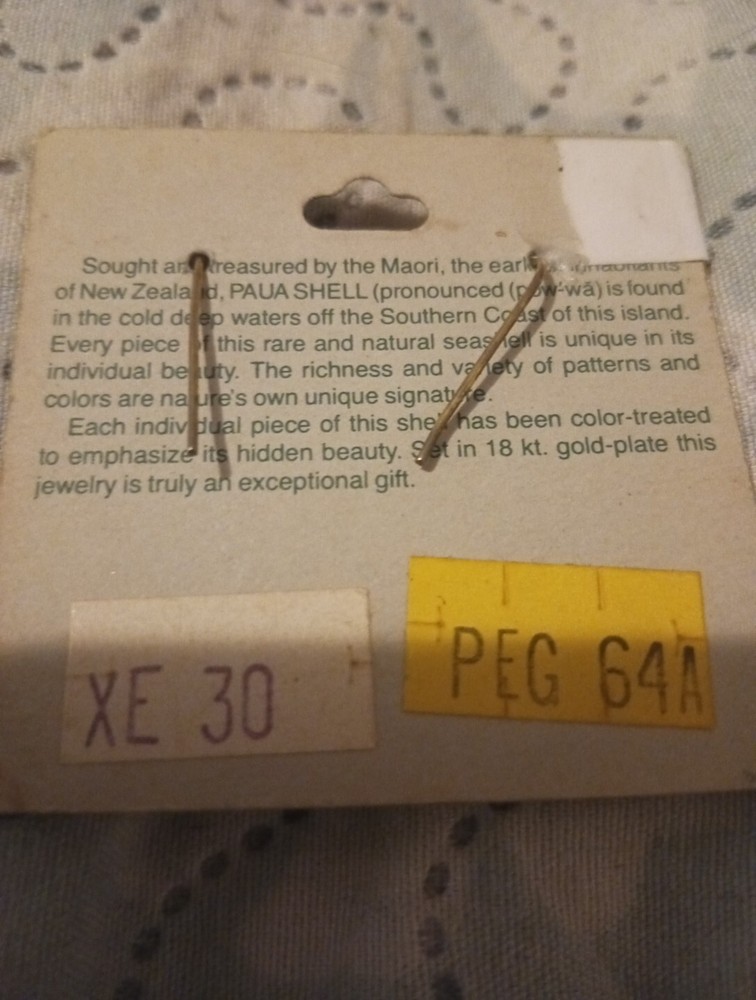 Sought and treasured by the Maori, the early inhabitants
of New Zealand, PAUA SHELL (pronounced (pow-wă) is found
in the cold deep waters off the Southern Coast of this island.
Every piece of this rare and natural seashell is unique in its
individual beauty. The richness and variety of patterns and
colors are nature's own unique signature.
Each individual piece of this shell has been color-treated
to emphasize its hidden beauty. Set in 18 kt. gold-plate this
jewelry is truly an exceptional gift.
XE 30
PEG 64A